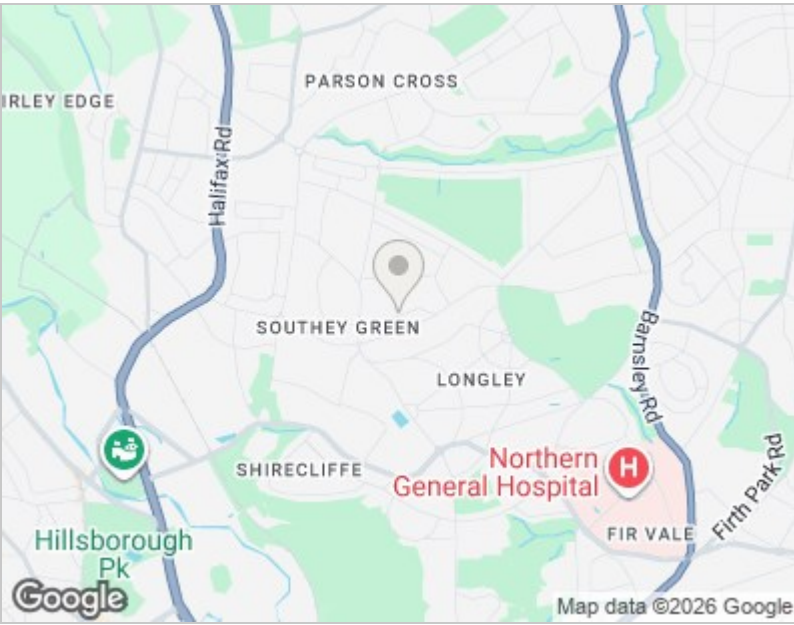 PARSON CROSS
IRLEY EDGE
Halifax Rd
SOUTHEY GREEN
Barnsley Rd
LONGLEY
Northern
General Hospital
H
SHIRECLIFFE
Firth Park Rd
FIR VALE
Hillsborough
Pk
Google
Map data ©2026 Google